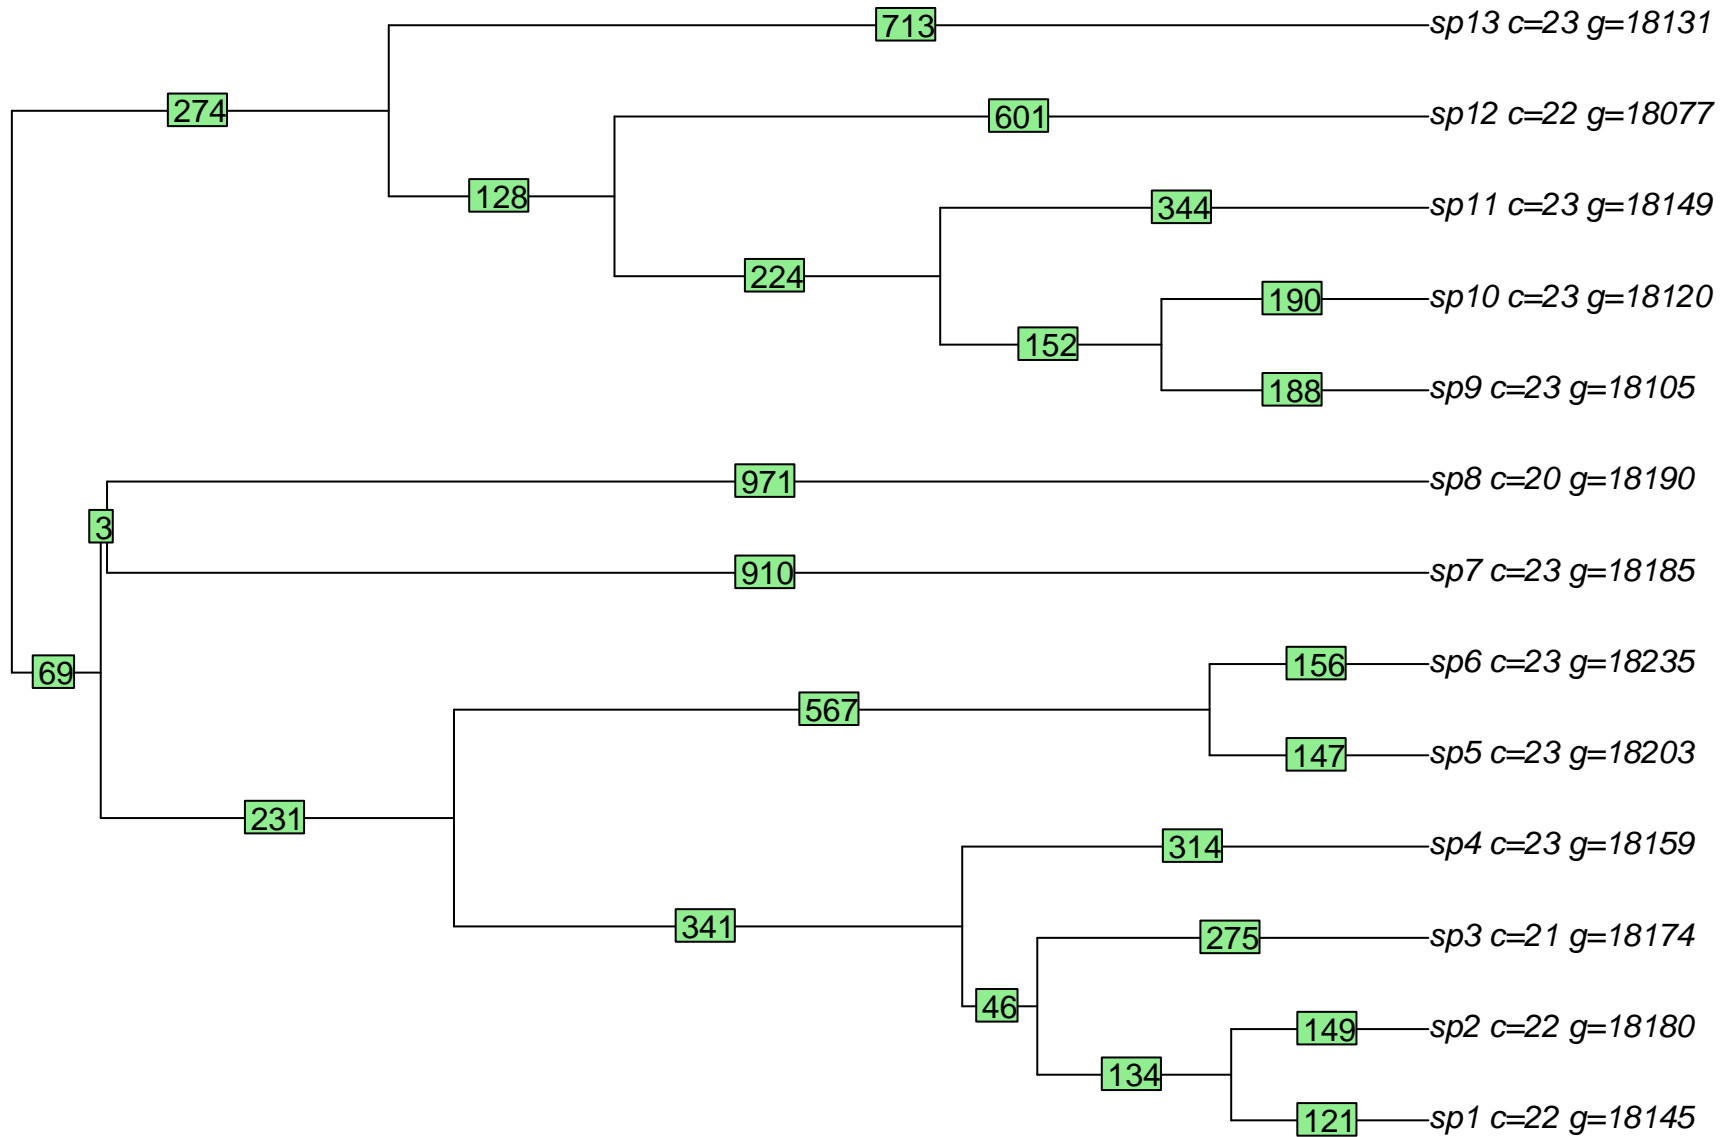 713 sp13 c=23 g=18131
274
601 sp12 c=22 g=18077
128
344 sp11 c=23 g=18149
224
190 sp10 c=23 g=18120
152
188 sp9 c=23 g=18105
971 sp8 c=20 g=18190
3
910 sp7 c=23 g=18185
156 sp6 c=23 g=18235
69
567
147 sp5 c=23 g=18203
231
314 sp4 c=23 g=18159
341
275 sp3 c=21 g=18174
46
149 sp2 c=22 g=18180
134
121 sp1 c=22 g=18145